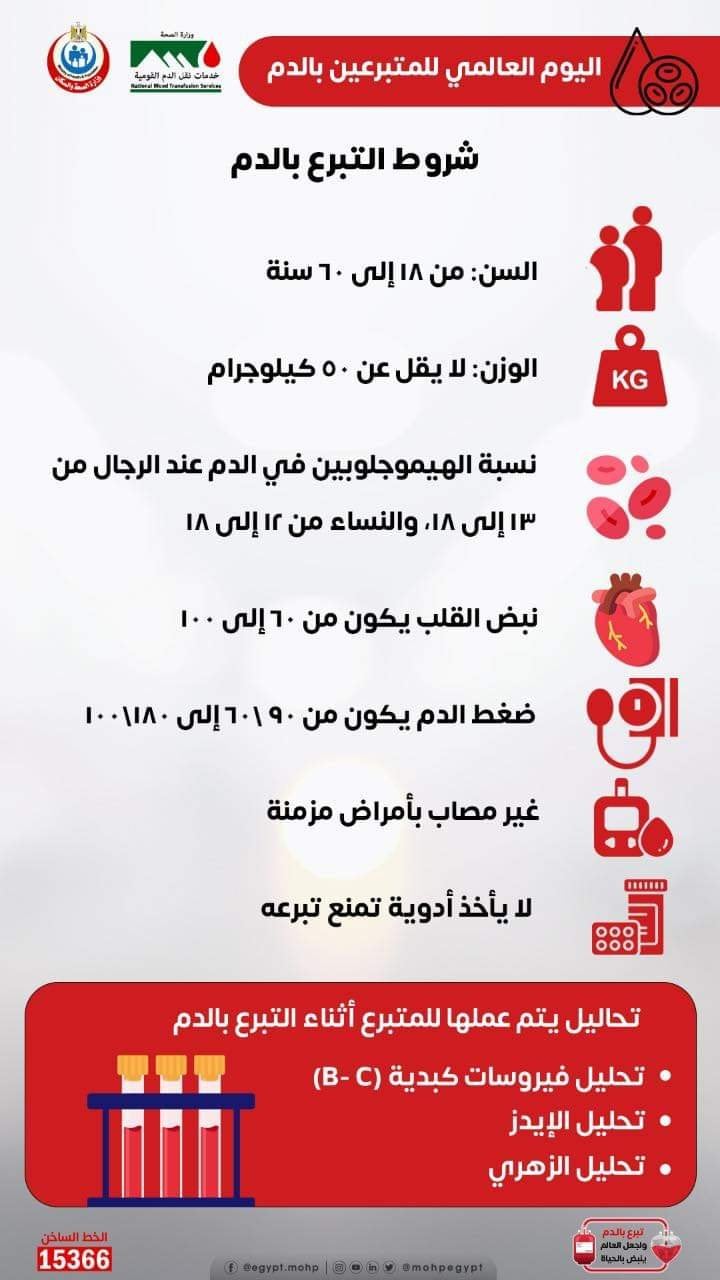 وزارة الصحة
خدمات نقل الدم القومية
National Blood Transfusion Services
وزارة الصحة والسكان
اليوم العالمي للمتبرعين بالدم
شروط التبرع بالدم
السن: من ١٨ إلى ٦٠ سنة
الوزن: لا يقل عن ٥٠ كيلوجرام
KG
نسبة الهيموجلوبين في الدم عند الرجال من
١٣ إلى ١٨، والنساء من ١٢ إلى ١٨
نبض القلب يكون من ٦٠ إلى ١٠٠
ضغط الدم يكون من ٩٠\٦٠ إلى ١٨٠\١٠٠
غير مصاب بأمراض مزمنة
لا يأخذ أدوية تمنع تبرعه
تحاليل يتم عملها للمتبرع أثناء التبرع بالدم
• تحليل فيروسات كبدية (B- C)
• تحليل الإيدز
• تحليل الزهري
الخط الساخن
15366
@egypt.mohp | @mohpegypt
تبرع بالدم
ولجعل العالم
ينبض بالحياة